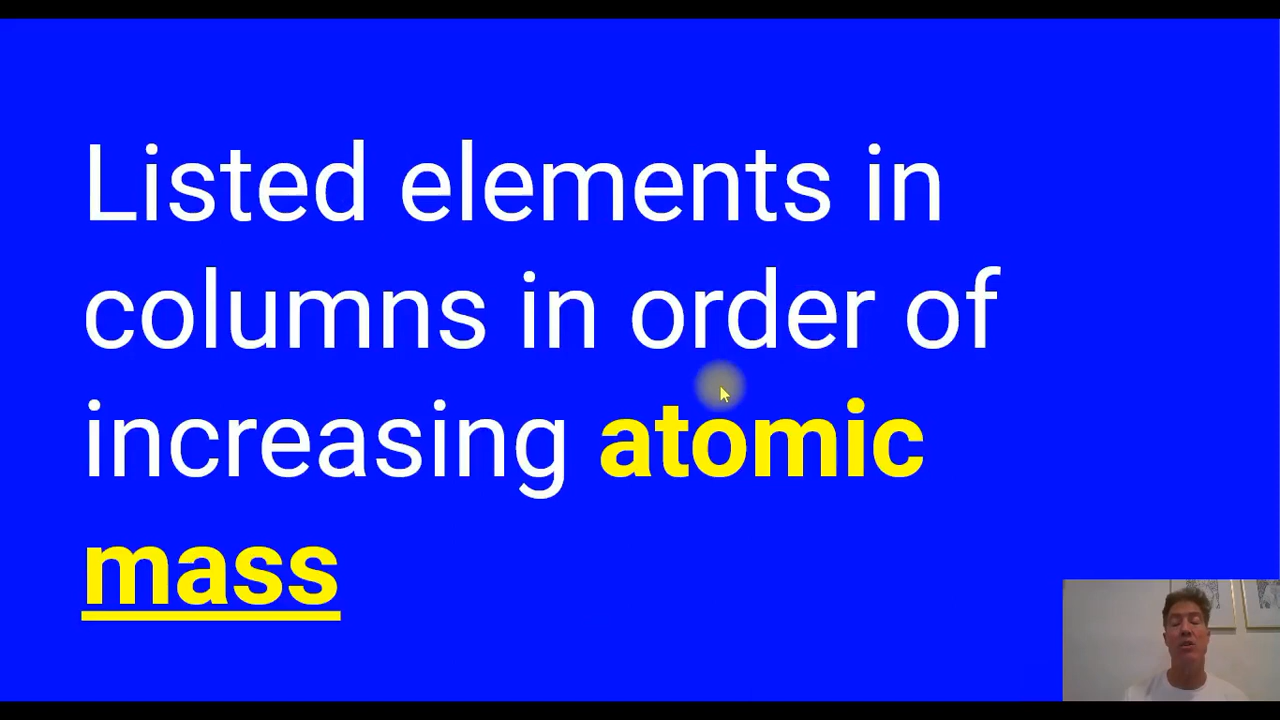 Listed elements in
columns in order of
increasing atomic
mass